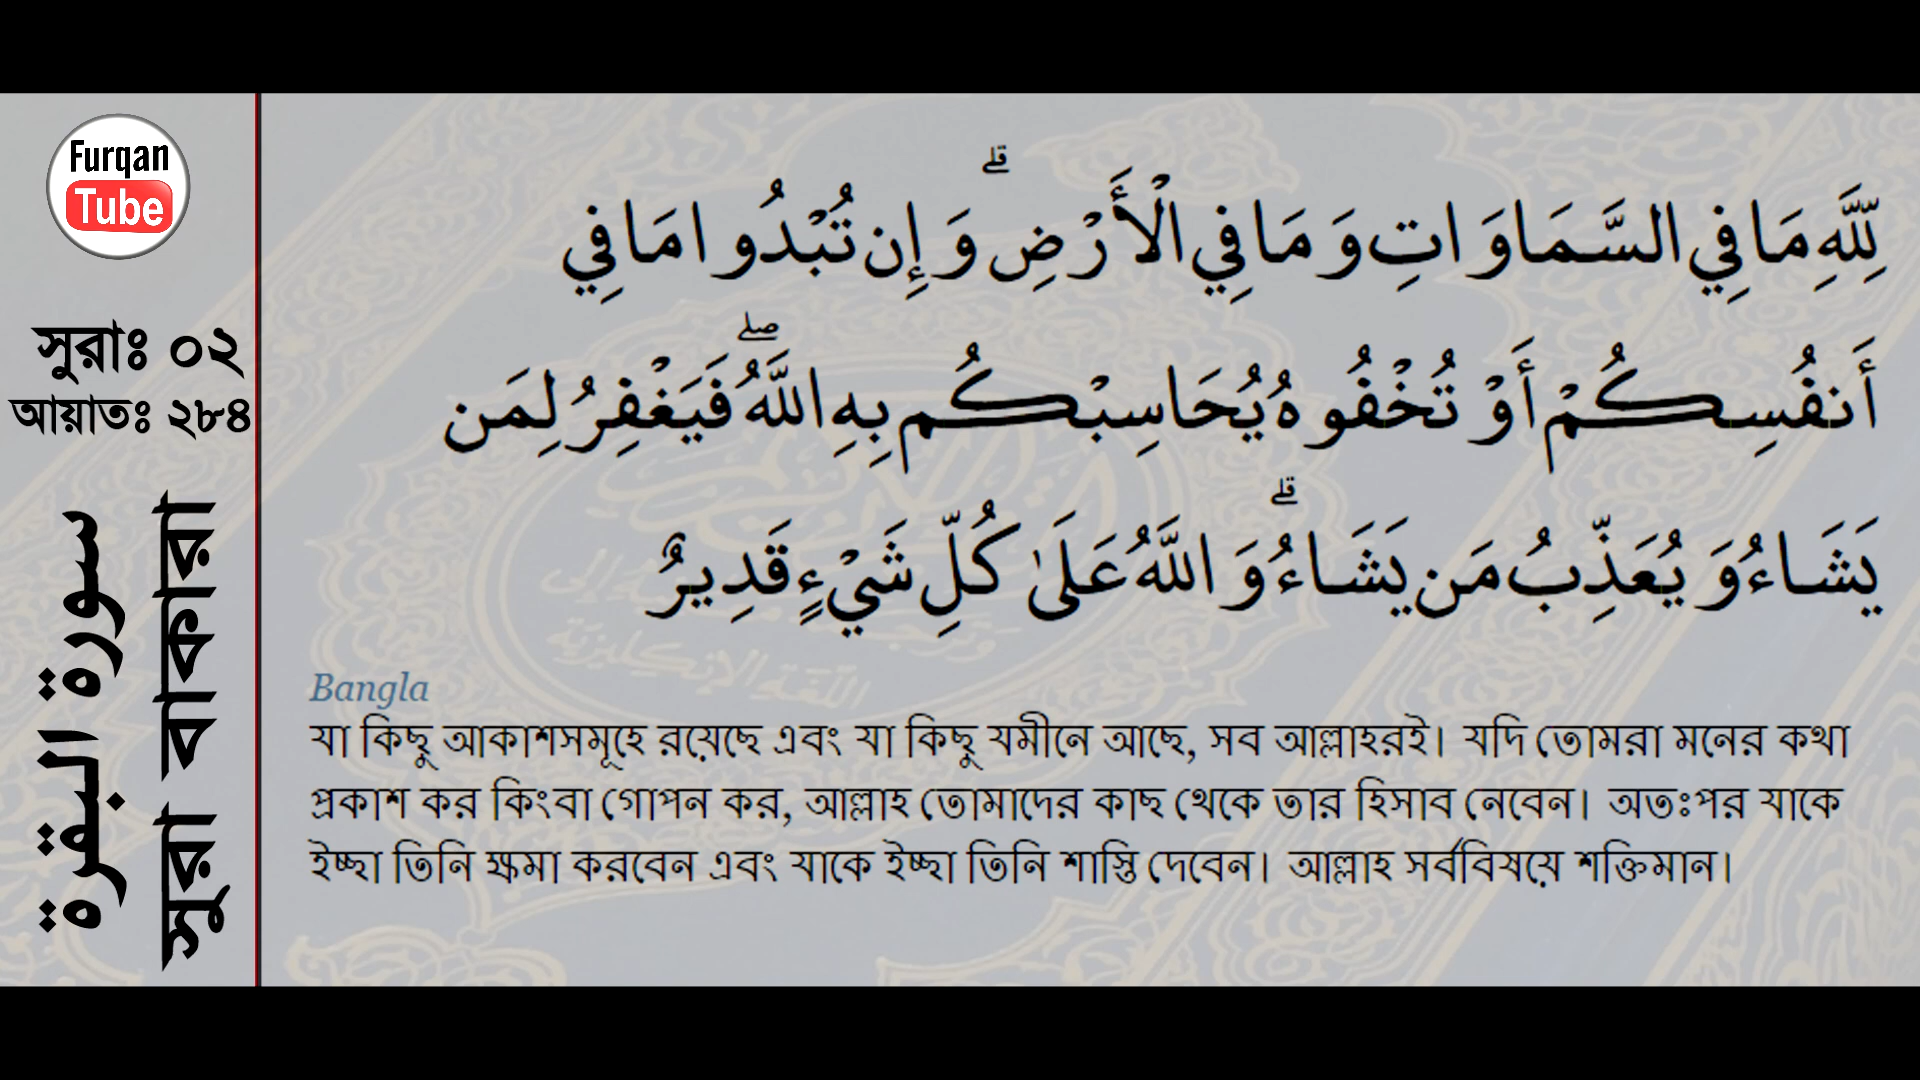 Furqan
Tube
সুরাঃ ০২
আয়াতঃ ২৮৪
سورة البقرة
সুরা বাকারা
لِّلَّهِ مَا فِي السَّمَاوَاتِ وَمَا فِي الْأَرْضِ ۗ وَإِن تُبْدُوا مَا فِي
أَنفُسِكُمْ أَوْ تُخْفُوهُ يُحَاسِبْكُم بِهِ اللَّهُ ۖ فَيَغْفِرُ لِمَن
يَشَاءُ وَيُعَذِّبُ مَن يَشَاءُ ۗ وَاللَّهُ عَلَىٰ كُلِّ شَيْءٍ قَدِيرٌ
Bangla
যা কিছু আকাশসমূহে রয়েছে এবং যা কিছু যমীনে আছে, সব আল্লাহরই। যদি তোমরা মনের কথা
প্রকাশ কর কিংবা গোপন কর, আল্লাহ তোমাদের কাছ থেকে তার হিসাব নেবেন। অতঃপর যাকে
ইচ্ছা তিনি ক্ষমা করবেন এবং যাকে ইচ্ছা তিনি শাস্তি দেবেন। আল্লাহ সর্ববিষয়ে শক্তিমান।